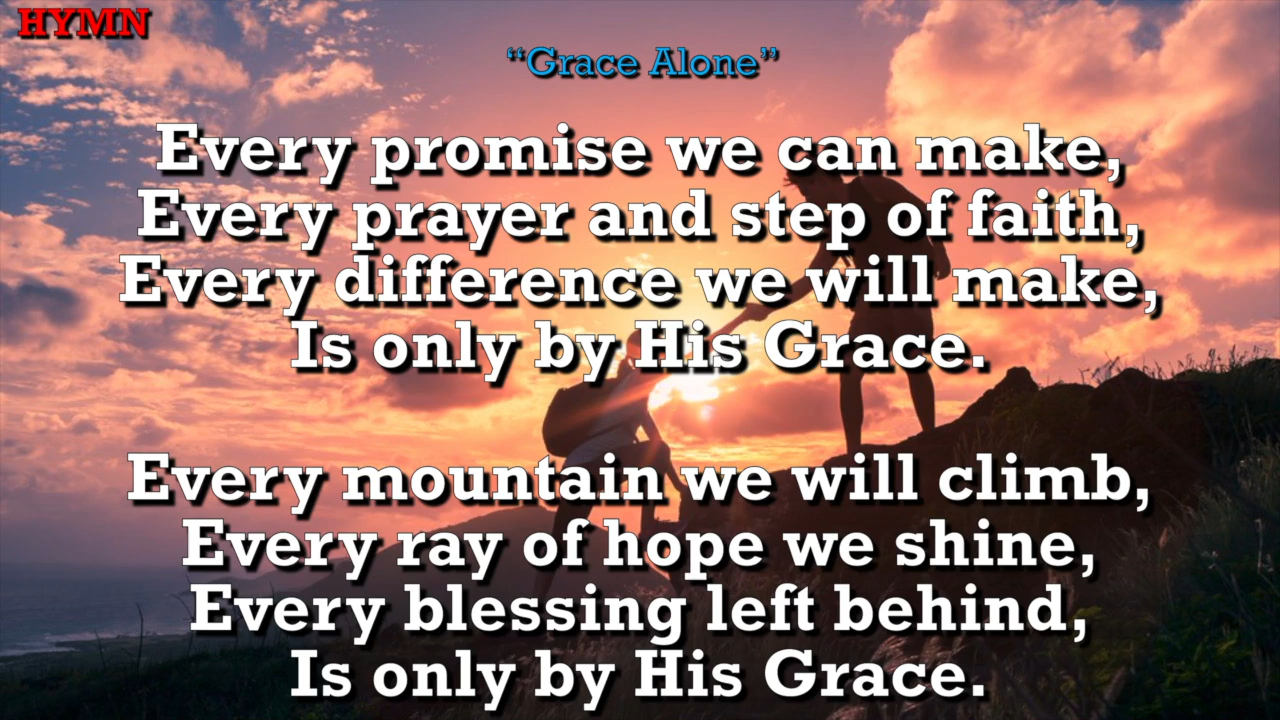 HYMN
“Grace Alone”
Every promise we can make,
Every prayer and step of faith,
Every difference we will make,
Is only by His Grace.
Every mountain we will climb,
Every ray of hope we shine,
Every blessing left behind,
Is only by His Grace.